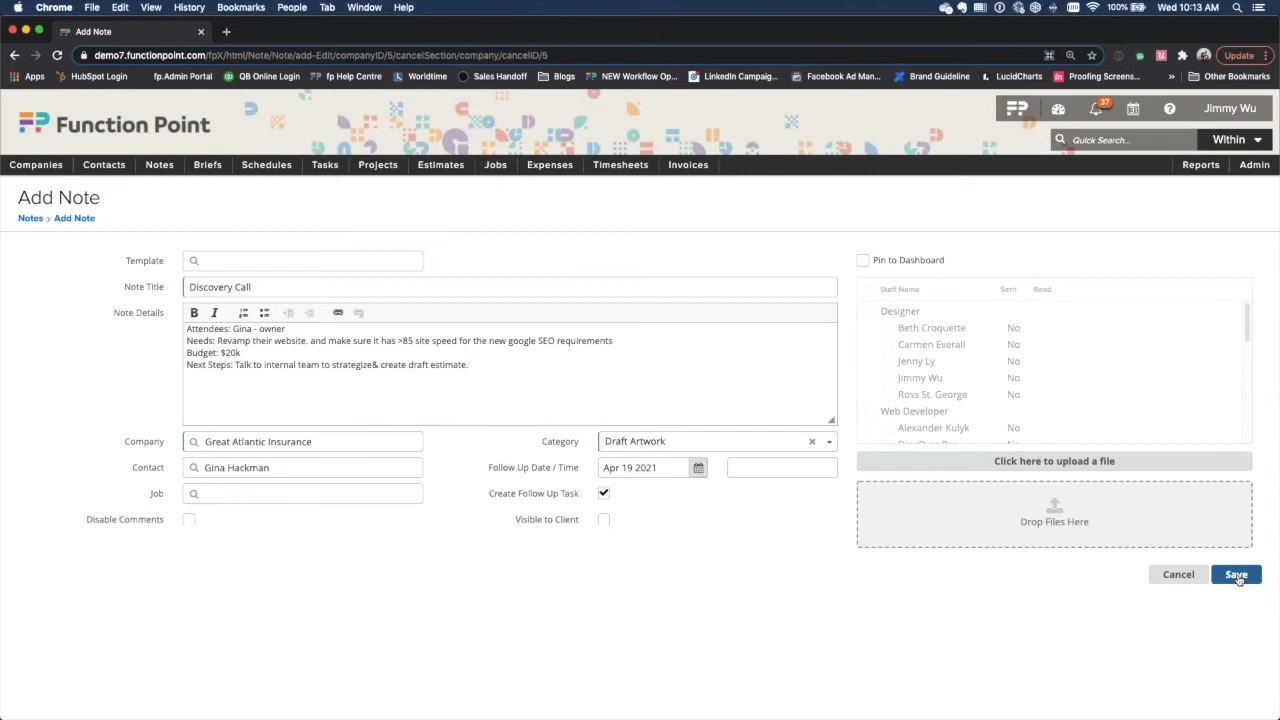 Chrome File Edit View History Bookmarks People Tab Window Help 100% Wed 10:13 AM
Add Note
demo7.functionpoint.com/fpX/html/Note/Note/add-Edit/companyID/5/cancelSection/company/cancelID/5 Update
Apps HubSpot Login fp.Admin Portal QB Online Login fp Help Centre Worldtime Sales Handoff Blogs NEW Workflow Op... LinkedIn Campaig... Facebook Ad Man... Brand Guideline LucidCharts Proofing Screens... » Other Bookmarks
FP 37 Jimmy Wu
FP Function Point
Quick Search... Within
Companies Contacts Notes Briefs Schedules Tasks Projects Estimates Jobs Expenses Timesheets Invoices Reports Admin
Add Note
Notes > Add Note
Template
Note Title Discovery Call
Note Details B I
Attendees: Gina - owner
Needs: Revamp their website. and make sure it has >85 site speed for the new google SEO requirements
Budget: $20k
Next Steps: Talk to internal team to strategize& create draft estimate.
Company Great Atlantic Insurance Category Draft Artwork
Contact Gina Hackman Follow Up Date / Time Apr 19 2021
Job Create Follow Up Task
Disable Comments Visible to Client
Pin to Dashboard
Staff Name Sent Read
Designer
Beth Croquette No
Carmen Everall No
Jenny Ly No
Jimmy Wu No
Ross St. George No
Web Developer
Alexander Kulyk No
No
Click here to upload a file
Drop Files Here
Cancel Save